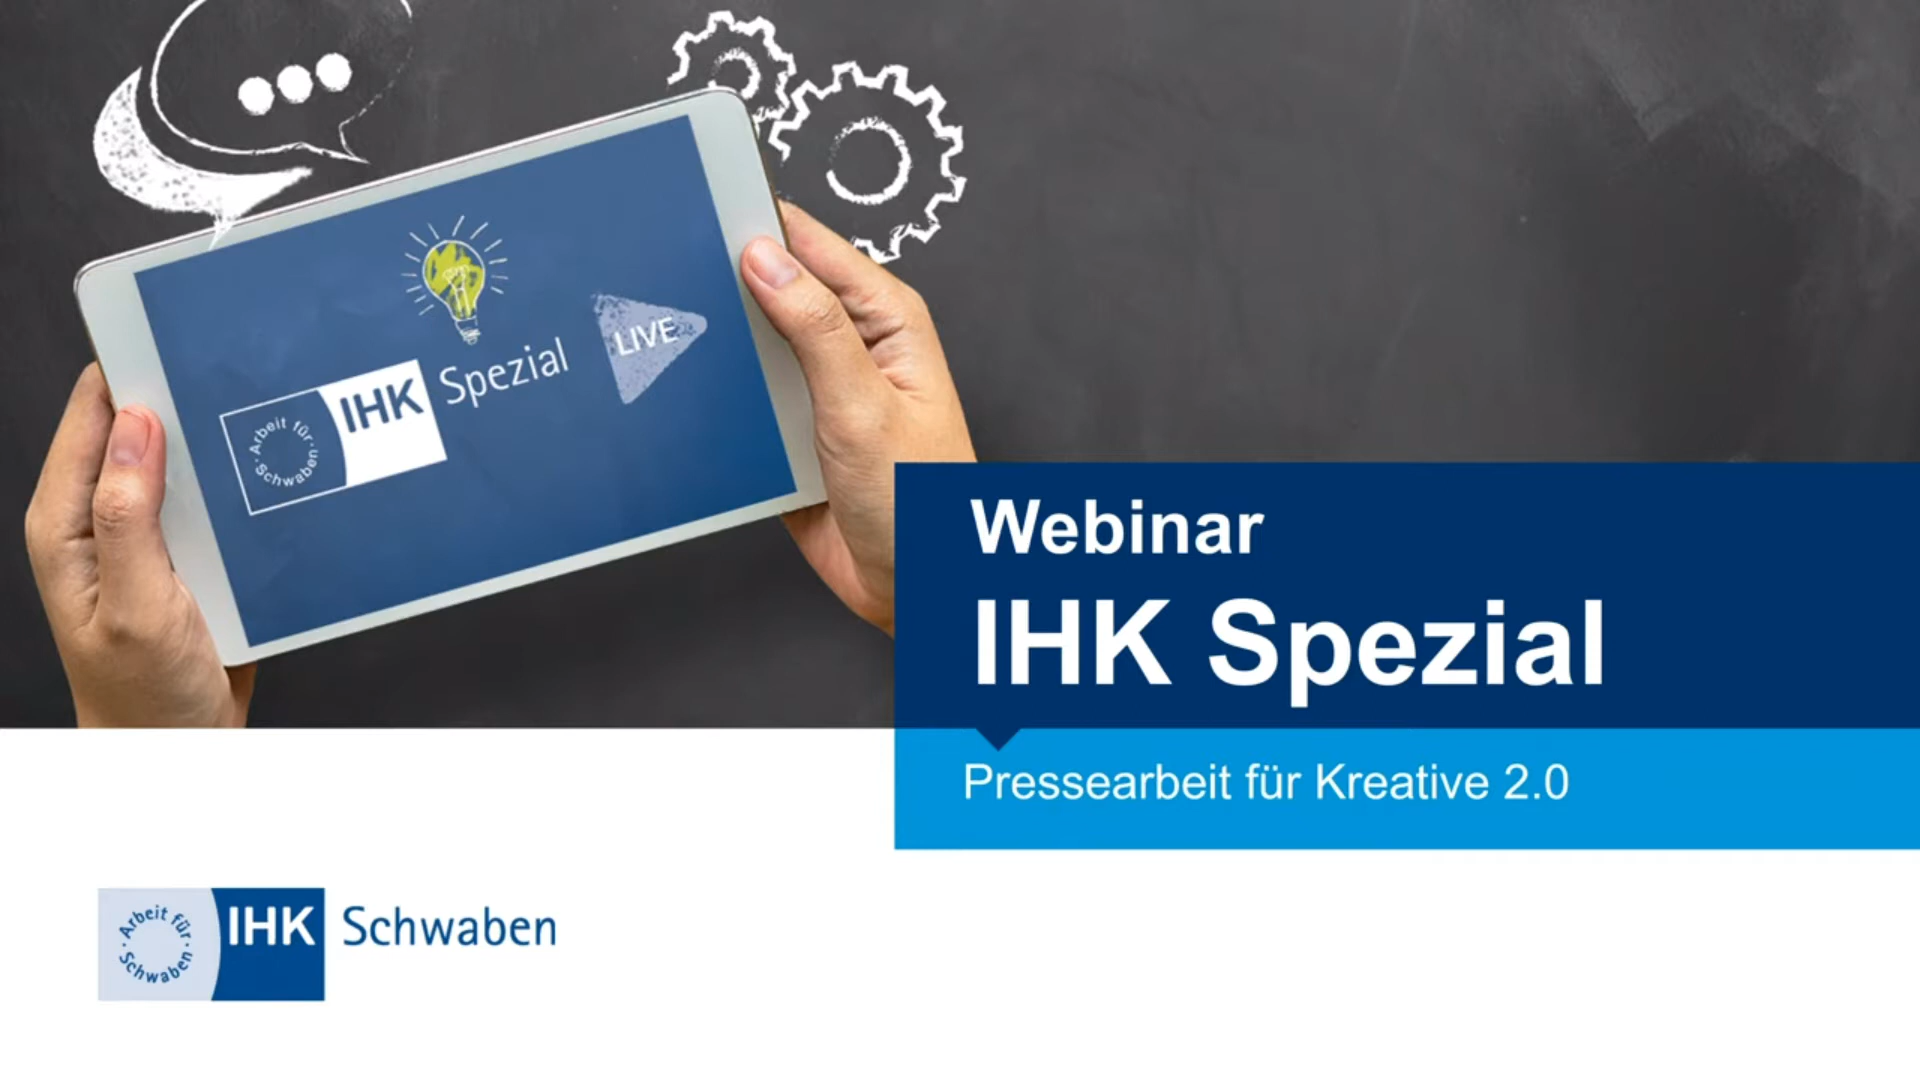 Spezial
LIVE
IHK
Arbeit für
Schwaben
Webinar
IHK Spezial
Pressearbeit für Kreative 2.0
Arbeit für
Schwaben
IHK Schwaben